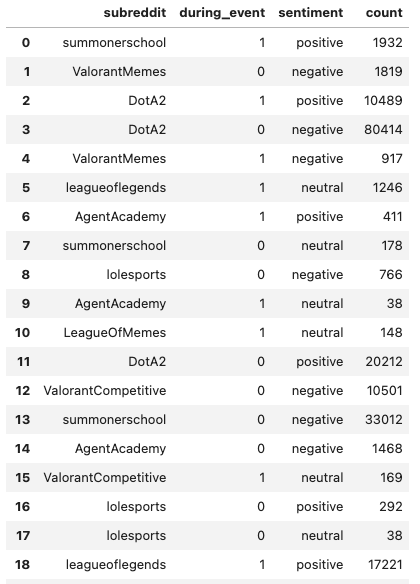 subreddit during_event sentiment count
0 summonerschool 1 positive 1932
1 ValorantMemes 0 negative 1819
2 DotA2 1 positive 10489
3 DotA2 0 negative 80414
4 ValorantMemes 1 negative 917
5 leagueoflegends 1 neutral 1246
6 AgentAcademy 1 positive 411
7 summonerschool 0 neutral 178
8 lolesports 0 negative 766
9 AgentAcademy 1 neutral 38
10 LeagueOfMemes 1 neutral 148
11 DotA2 0 positive 20212
12 ValorantCompetitive 0 negative 10501
13 summonerschool 0 negative 33012
14 AgentAcademy 0 negative 1468
15 ValorantCompetitive 1 neutral 169
16 lolesports 0 positive 292
17 lolesports 0 neutral 38
18 leagueoflegends 1 positive 17221